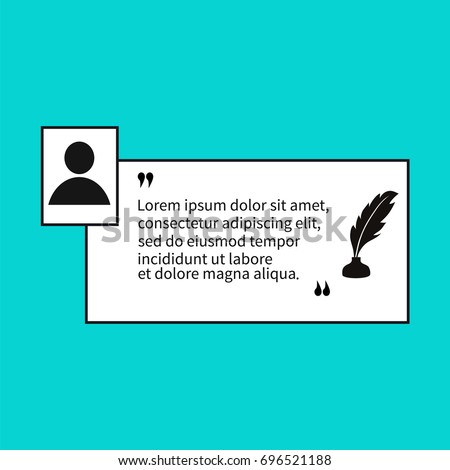 ”
Lorem ipsum dolor sit amet,
consectetur adipiscing elit,
sed do eiusmod tempor
incididunt ut labore
et dolore magna aliqua.
“
shutterstock
shutterstock.com · 696521188